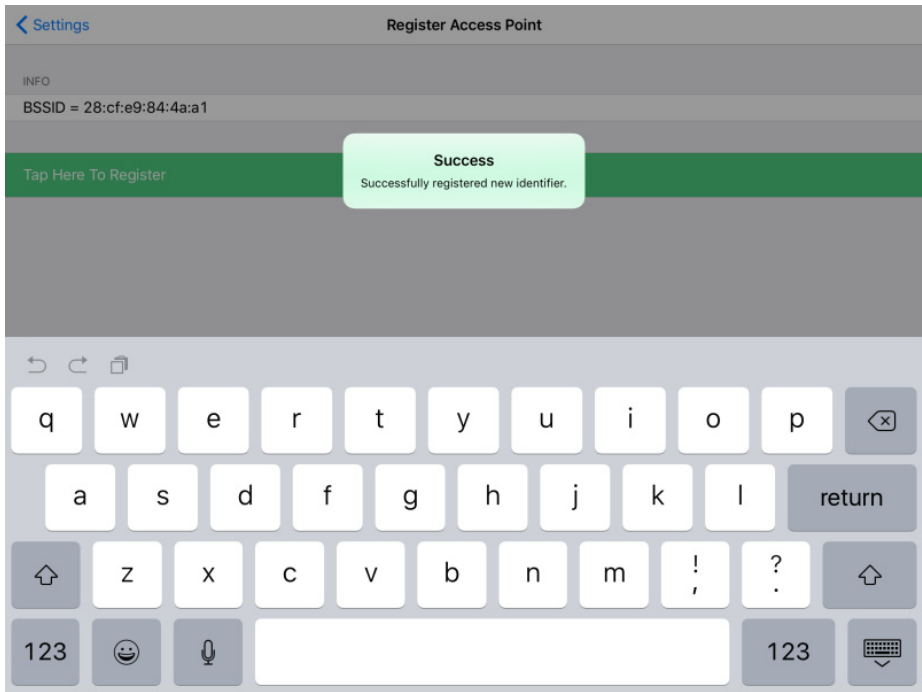 Settings
Register Access Point
INFO
BSSID = 28:cf:e9:84:4a:a1
Success
Successfully registered new identifier.
Tap Here To Register
q w e r t y u i o p
a s d f g h j k l return
z x c v b n m ! , ? .
123 123